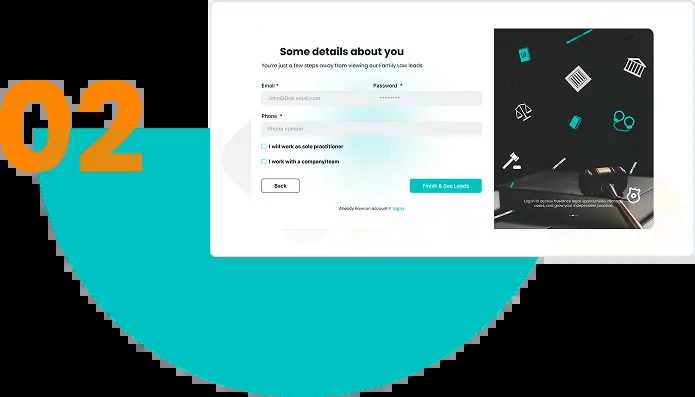 02
Some details about you
You're just a few steps away from viewing our Family Law leads
Email *
Password *
John@Doe.email.com
********
Phone *
Phone number
I will work as solo practitioner
I work with a company/team
Back
Finish & See Leads
Already have an account ? Log in
Log in to access freelance legal opportunities, manage
cases, and grow your independent practice.